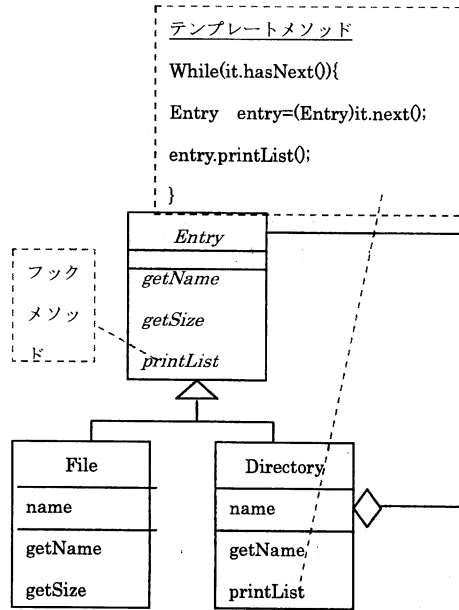 テンプレートメソッド
While(it.hasNext()){
Entry entry=(Entry)it.next();
entry.printList();
}
Entry
getName
getSize
printList
フック
メソッ
ド
File
name
getName
getSize
Directory
name
getName
printList